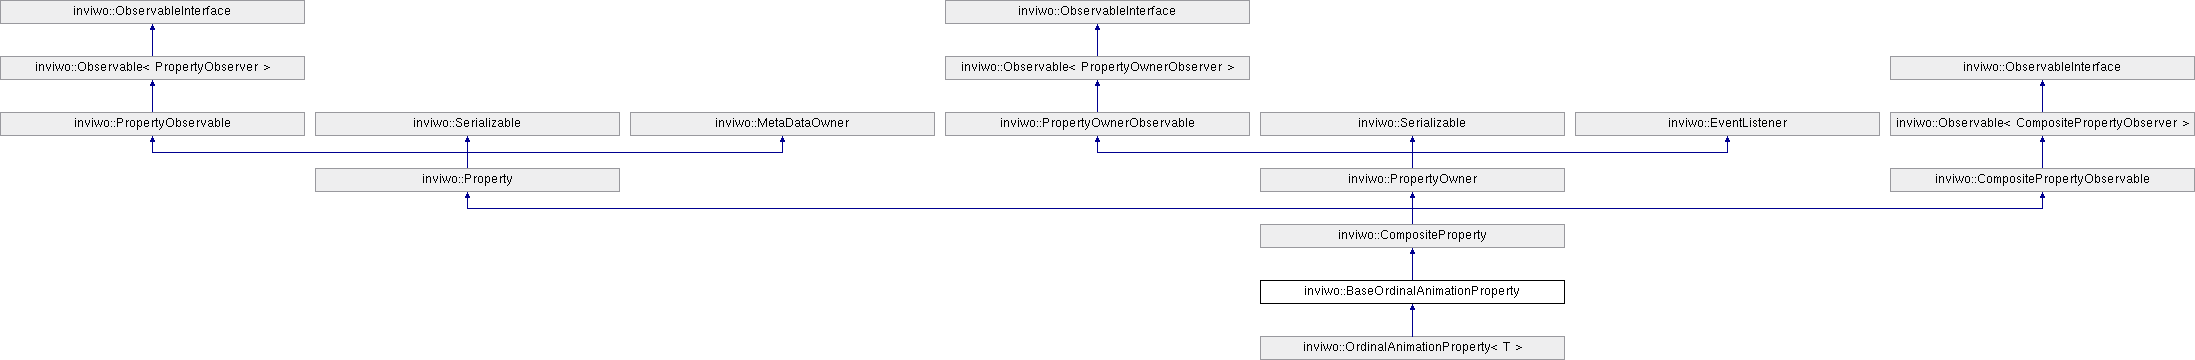 inviwo::ObservableInterface
inviwo::ObservableInterface
inviwo::Observable< PropertyObserver >
inviwo::Observable< PropertyOwnerObserver >
inviwo::ObservableInterface
inviwo::PropertyObservable
inviwo::Serializable
inviwo::MetaDataOwner
inviwo::PropertyOwnerObservable
inviwo::Serializable
inviwo::EventListener
inviwo::Observable< CompositePropertyObserver >
inviwo::Property
inviwo::PropertyOwner
inviwo::CompositePropertyObservable
inviwo::CompositeProperty
inviwo::BaseOrdinalAnimationProperty
inviwo::OrdinalAnimationProperty< T >